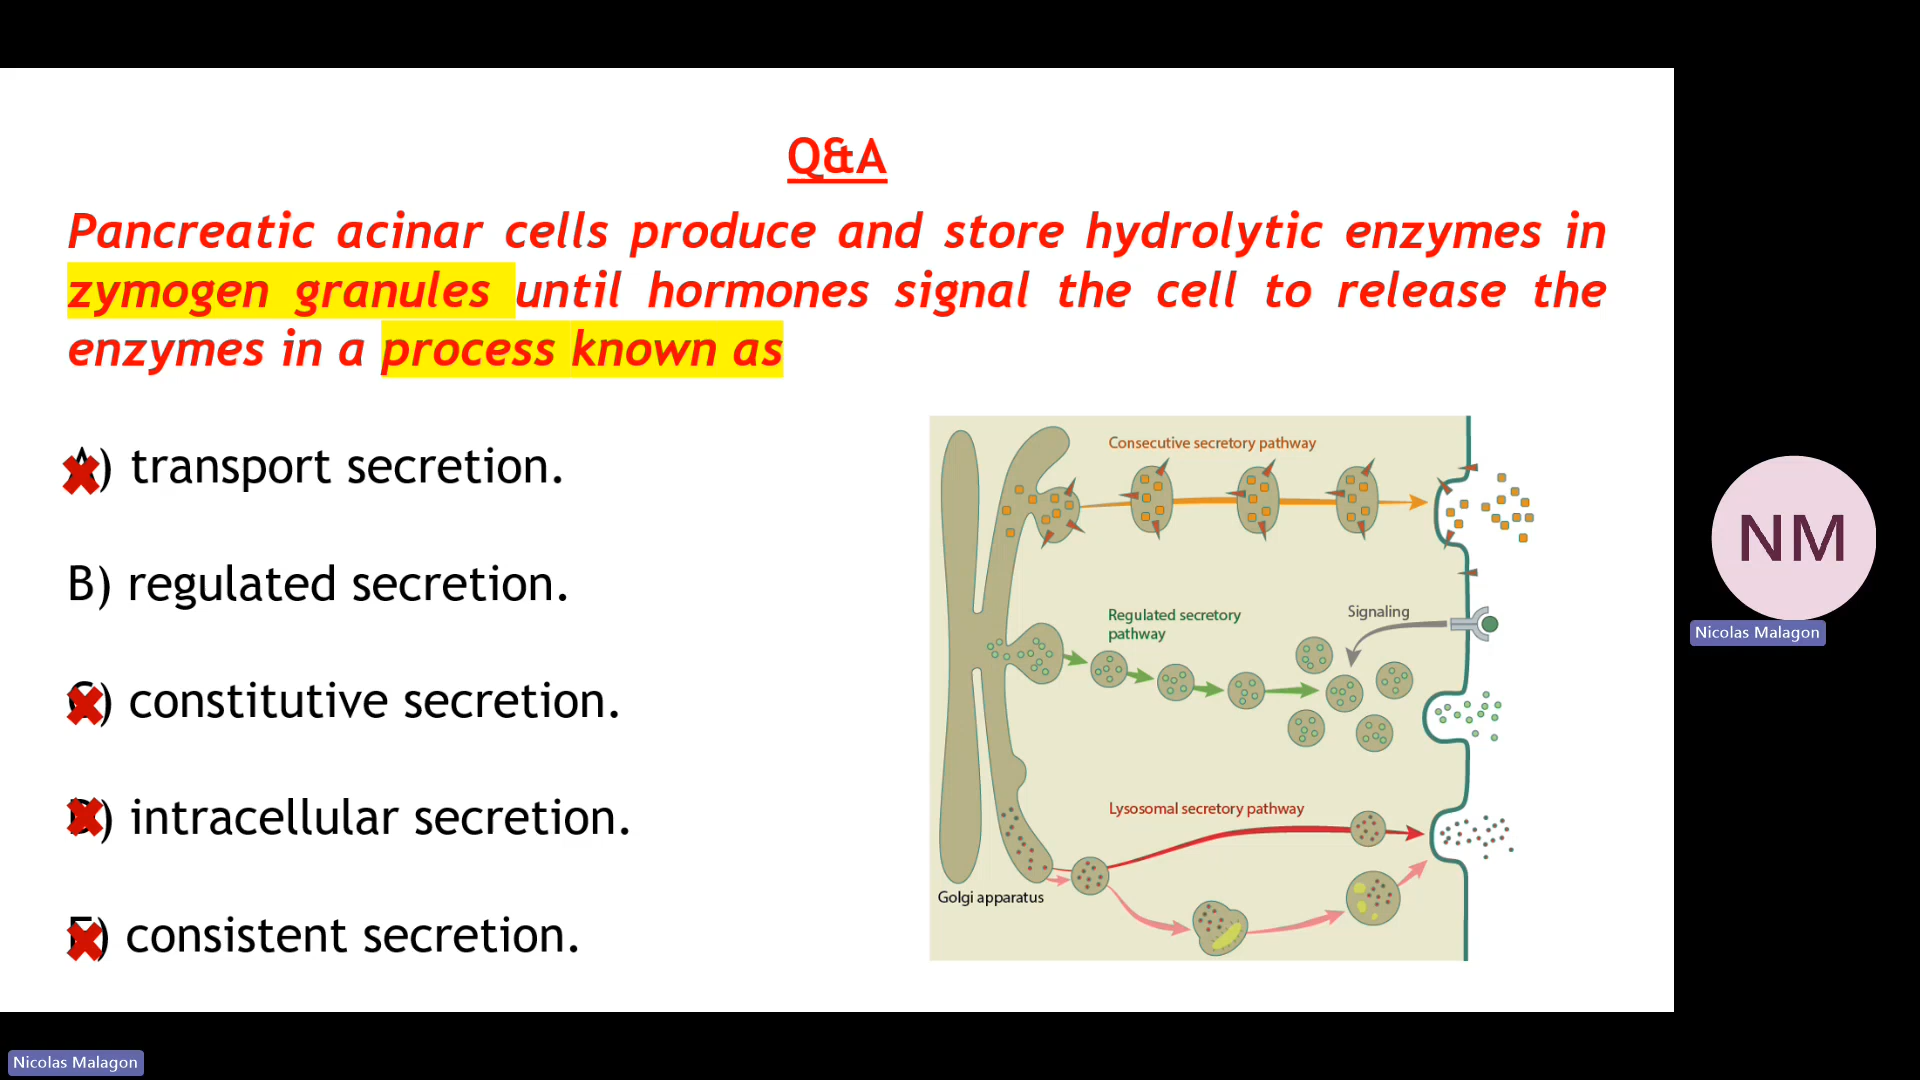 Q&A
Pancreatic acinar cells produce and store hydrolytic enzymes in
zymogen granules until hormones signal the cell to release the
enzymes in a process known as
A) transport secretion.
B) regulated secretion.
C) constitutive secretion.
D) intracellular secretion.
E) consistent secretion.
Consecutive secretory pathway
Regulated secretory
pathway
Signaling
Lysosomal secretory pathway
Golgi apparatus
NM
Nicolas Malagon
Nicolas Malagon